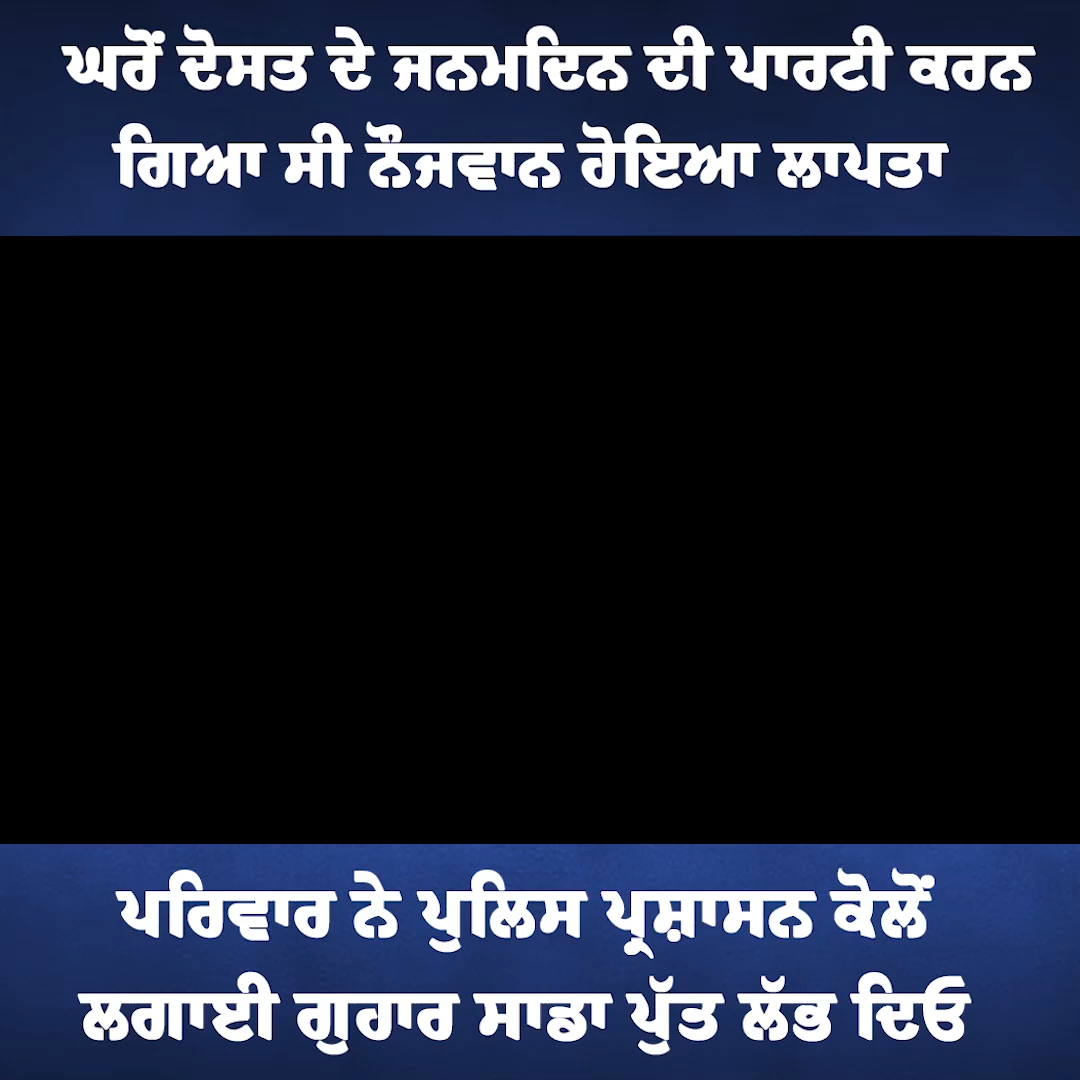 ਘਰੋਂ ਦੋਸਤ ਦੇ ਜਨਮਦਿਨ ਦੀ ਪਾਰਟੀ ਕਰਨ
ਗਿਆ ਸੀ ਨੌਜਵਾਨ ਹੋਇਆ ਲਾਪਤਾ
ਪਰਿਵਾਰ ਨੇ ਪੁਲਿਸ ਪ੍ਰਸ਼ਾਸਨ ਕੋਲੋਂ
ਲਗਾਈ ਗੁਹਾਰ ਸਾਡਾ ਪੁੱਤ ਲੱਭ ਦਿਓ